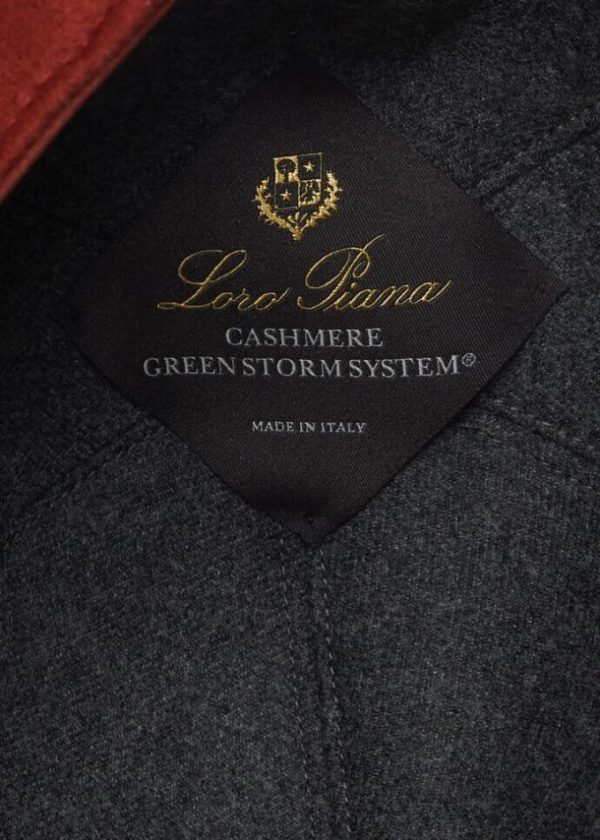 Loro Piana
CASHMERE
GREEN STORM SYSTEM®
MADE IN ITALY